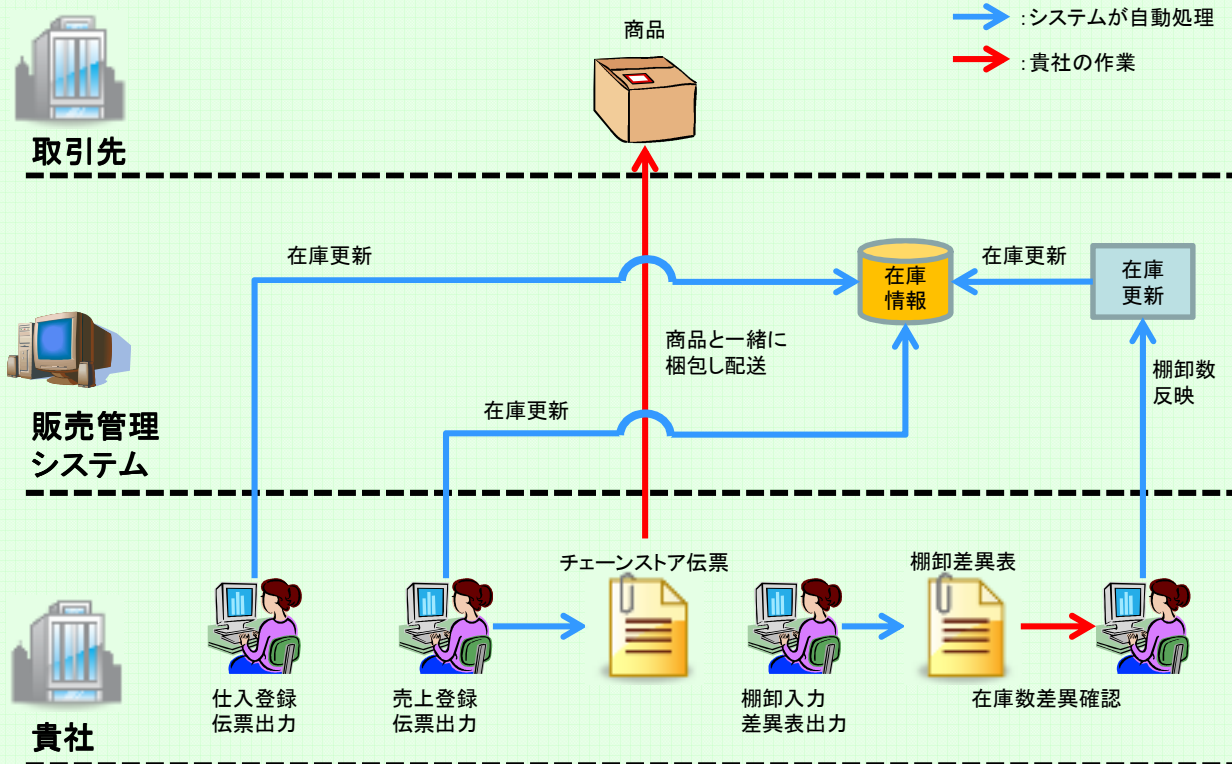 :システムが自動処理
商品
:貴社の作業
取引先
在庫更新
在庫
情報
在庫更新
在庫
更新
商品と一緒に
梱包し配送
棚卸数
反映
在庫更新
販売管理
システム
チェーンストア伝票
棚卸差異表
仕入登録
伝票出力
売上登録
伝票出力
棚卸入力
差異表出力
在庫数差異確認
貴社